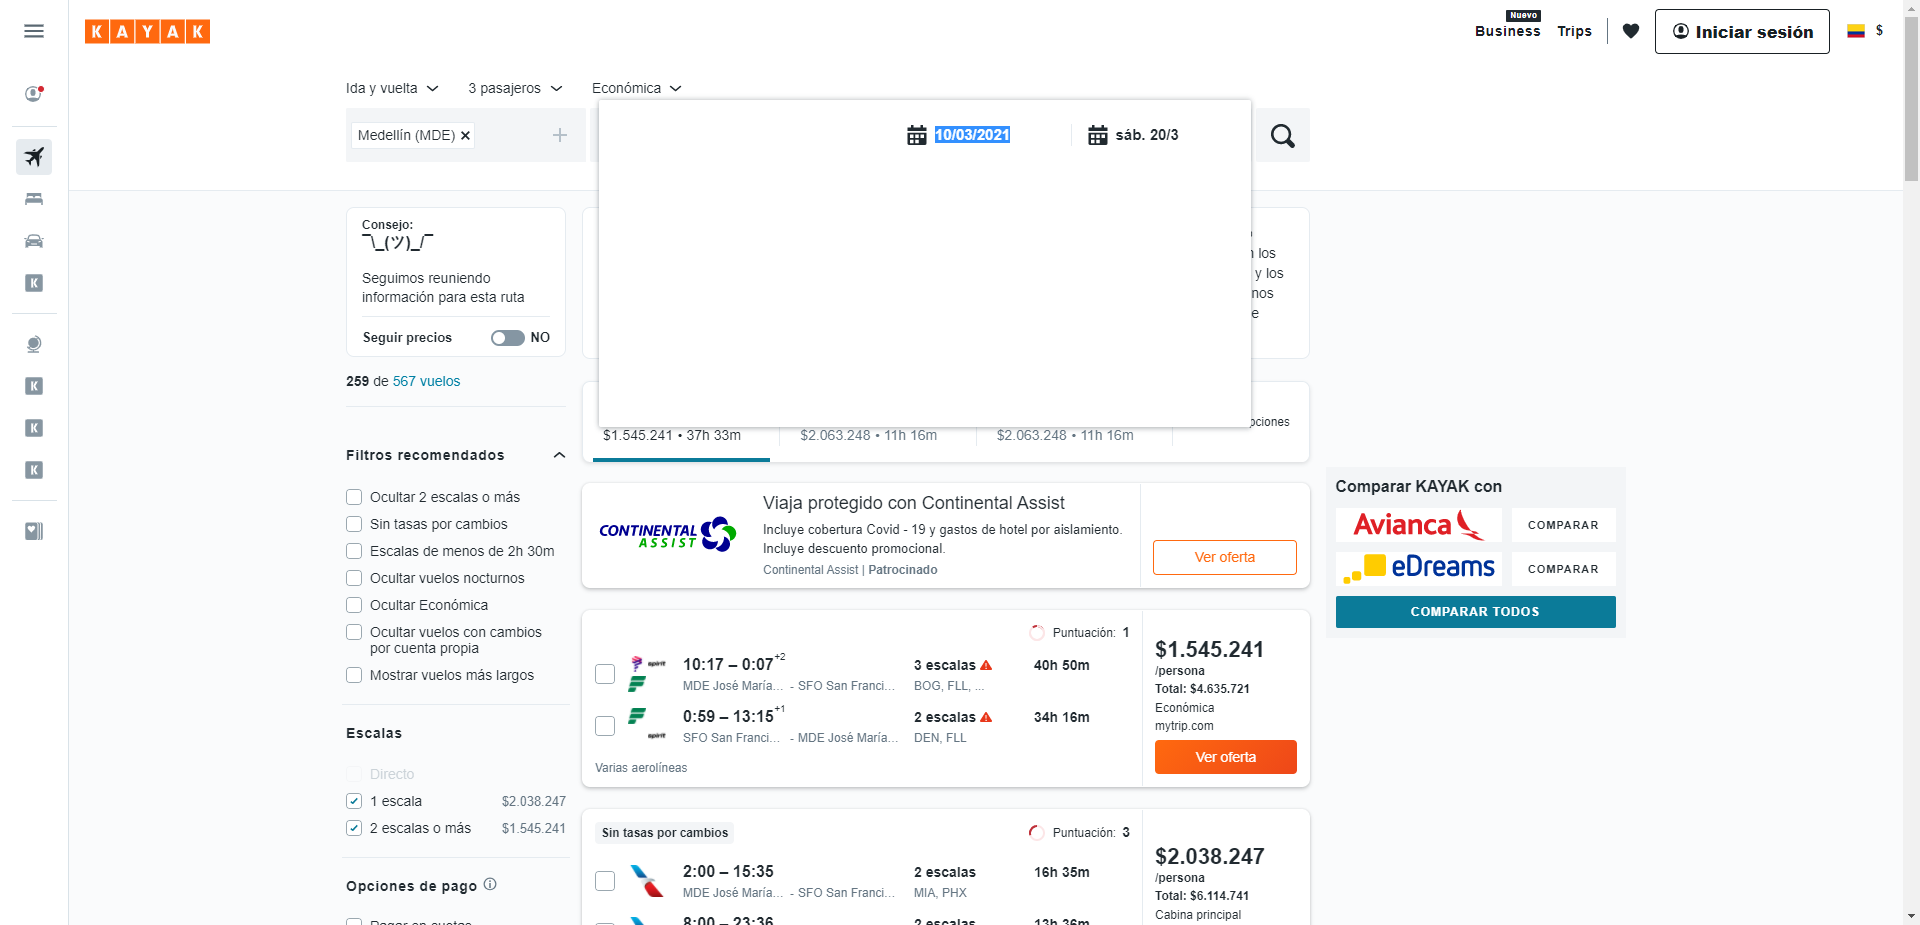 KAYAK
Nuevo
Business
Trips
Iniciar sesión
$
Ida y vuelta
3 pasajeros
Económica
Medellín (MDE)
10/03/2021
sáb. 20/3
Consejo:
¯\_(ツ)_/¯
Seguimos reuniendo
información para esta ruta
Seguir precios
NO
259 de 567 vuelos
los
y los
nos
e
$1.545.241 • 37h 33m
$2.063.248 • 11h 16m
$2.063.248 • 11h 16m
pciones
Filtros recomendados
Ocultar 2 escalas o más
Sin tasas por cambios
Escalas de menos de 2h 30m
Ocultar vuelos nocturnos
Ocultar Económica
Ocultar vuelos con cambios
por cuenta propia
Mostrar vuelos más largos
Escalas
Directo
1 escala
$2.038.247
2 escalas o más
$1.545.241
Opciones de pago
Pagar en cuotas
CONTINENTAL
ASSIST
Viaja protegido con Continental Assist
Incluye cobertura Covid - 19 y gastos de hotel por aislamiento.
Incluye descuento promocional.
Continental Assist | Patrocinado
Ver oferta
Puntuación: 1
spirit
10:17 – 0:07+2
MDE José María... - SFO San Franci...
3 escalas
BOG, FLL, ...
40h 50m
spirit
0:59 – 13:15+1
SFO San Franci... - MDE José María...
2 escalas
DEN, FLL
34h 16m
Varias aerolíneas
$1.545.241
/persona
Total: $4.635.721
Económica
mytrip.com
Ver oferta
Sin tasas por cambios
Puntuación: 3
2:00 – 15:35
MDE José María... - SFO San Franci...
2 escalas
MIA, PHX
16h 35m
8:00 – 23:36
2 escalas
13h 36m
$2.038.247
/persona
Total: $6.114.741
Cabina principal
Comparar KAYAK con
Avianca
COMPARAR
eDreams
COMPARAR
COMPARAR TODOS
K
K
K
K